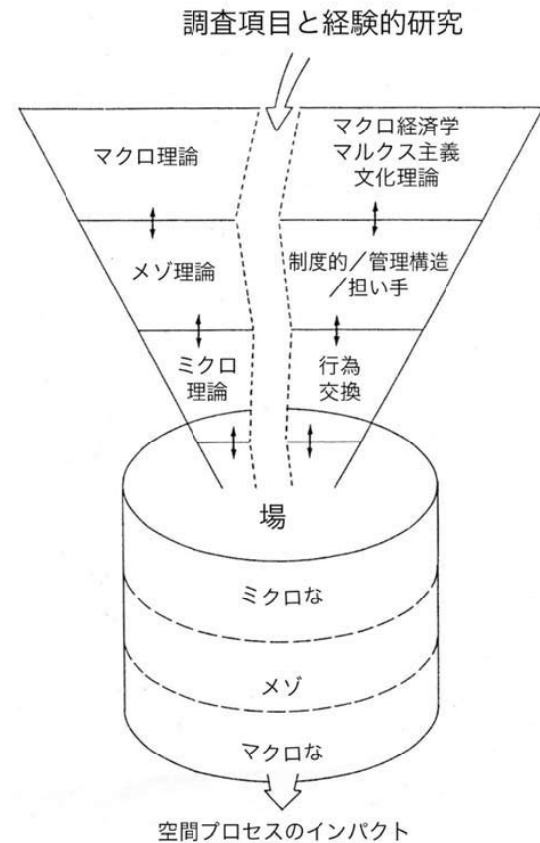 調査項目と経験的研究
マクロ理論
マクロ経済学
マルクス主義
文化理論
メゾ理論
制度的/管理構造
/担い手
ミクロ
理論
行為
交換
場
ミクロな
メゾ
マクロな
空間プロセスのインパクト